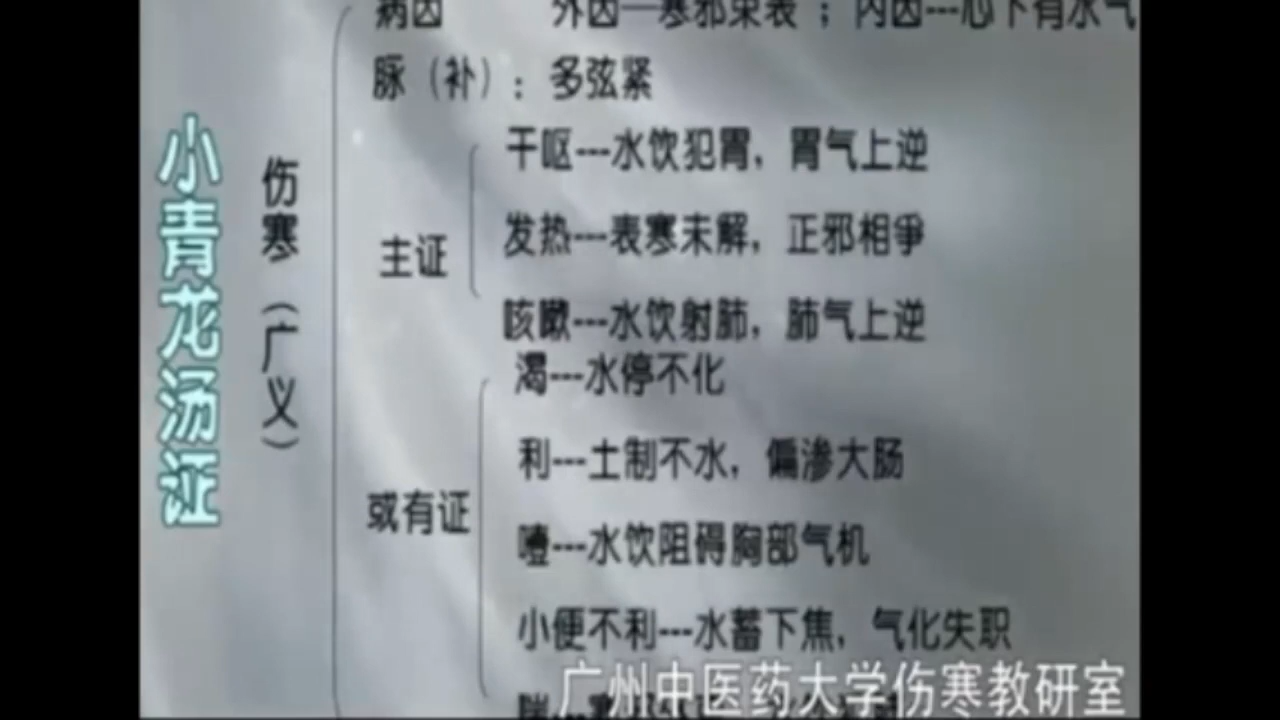 小青龙汤证
伤寒（广义）
病因 外因—寒邪束表；内因---心下有水气
脉（补）：多弦紧
主证
干呕---水饮犯胃，胃气上逆
发热---表寒未解，正邪相争
咳嗽---水饮射肺，肺气上逆
或有证
渴---水停不化
利---土制不水，偏渗大肠
噎---水饮阻碍胸部气机
小便不利---水蓄下焦，气化失职
喘---寒
广州中医药大学伤寒教研室